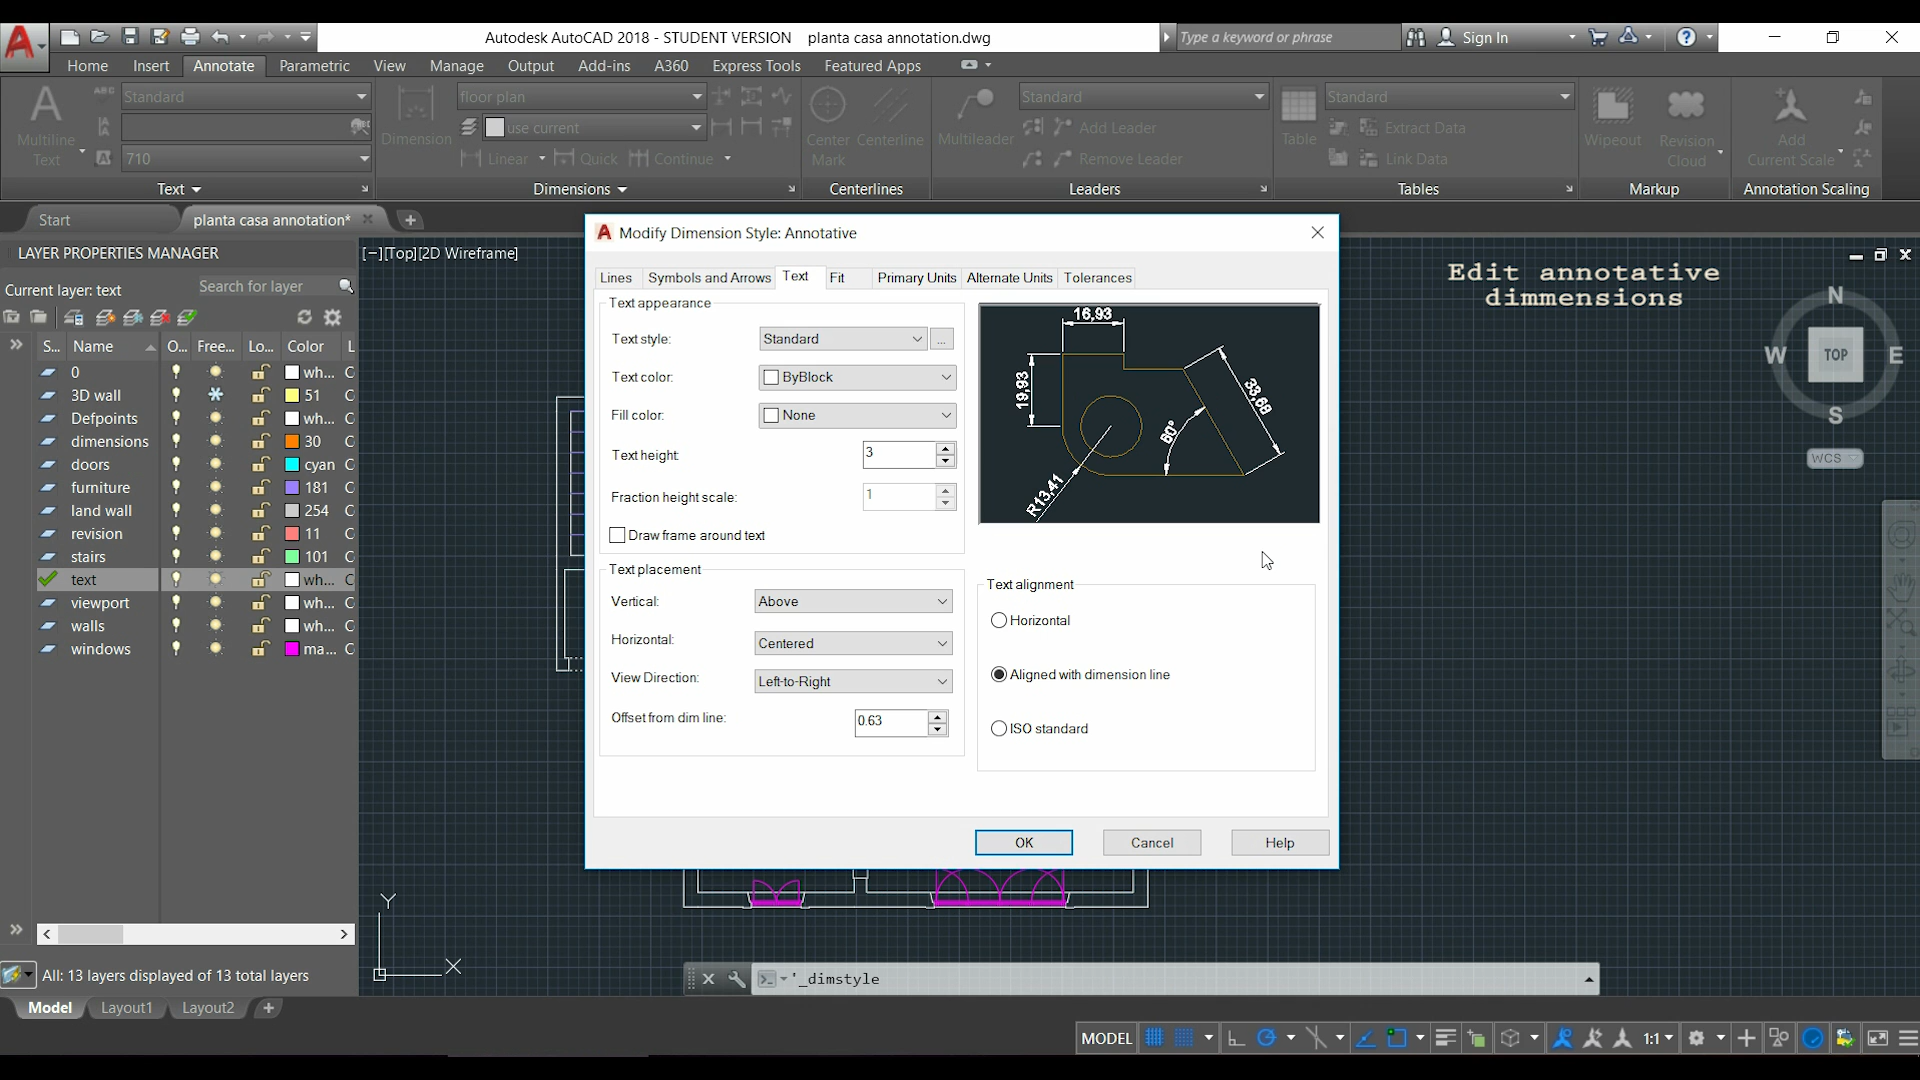 Autodesk AutoCAD 2018 - STUDENT VERSION planta casa annotation.dwg
Type a keyword or phrase
Sign In
Home Insert Annotate Parametric View Manage Output Add-ins A360 Express Tools Featured Apps
Standard
floor plan
Standard
Standard
use current
Multiline Text
Dimension
Center Mark
Centerline
Multileader
Add Leader
Table
Extract Data
Wipeout
Revision Cloud
Add Current Scale
710
Linear
Quick
Continue
Remove Leader
Link Data
Text
Dimensions
Centerlines
Leaders
Tables
Markup
Annotation Scaling
Start
planta casa annotation*
LAYER PROPERTIES MANAGER
[−][Top][2D Wireframe]
Current layer: text
Search for layer
S... Name O... Free... Lo... Color L
0 wh... C
3D wall 51 C
Defpoints wh... C
dimensions 30 C
doors cyan C
furniture 181 C
land wall 254 C
revision 11 C
stairs 101 C
text wh... C
viewport wh... C
walls wh... C
windows ma... C
All: 13 layers displayed of 13 total layers
Modify Dimension Style: Annotative
Lines Symbols and Arrows Text Fit Primary Units Alternate Units Tolerances
Text appearance
Text style: Standard ...
Text color: ByBlock
Fill color: None
Text height: 3
Fraction height scale: 1
Draw frame around text
Text placement
Vertical: Above
Horizontal: Centered
View Direction: Left-to-Right
Offset from dim line: 0.63
16,93
19,93
33,68
60°
R13,41
Text alignment
Horizontal
Aligned with dimension line
ISO standard
OK Cancel Help
Edit annotative
dimmensions
N
W TOP E
S
WCS
Y
X
'_dimstyle
Model Layout1 Layout2
MODEL
1:1